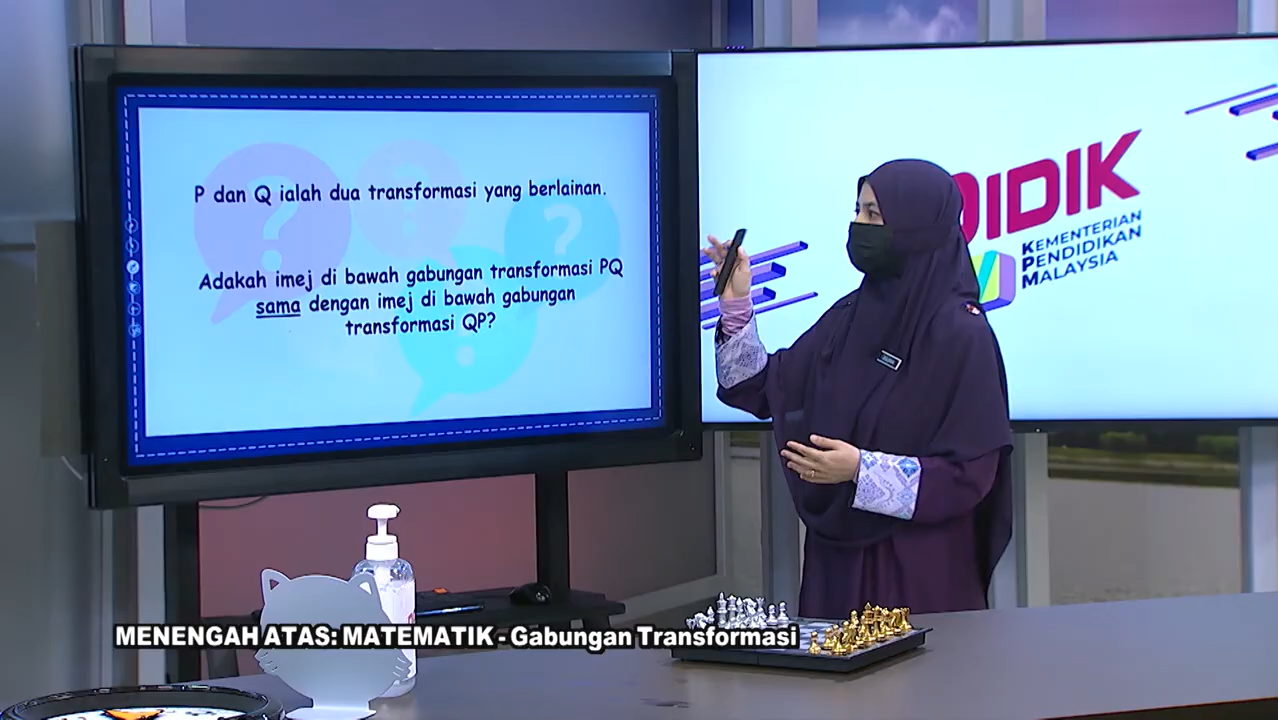 P dan Q ialah dua transformasi yang berlainan.
Adakah imej di bawah gabungan transformasi PQ
sama dengan imej di bawah gabungan
transformasi QP?
IDIK
KEMENTERIAN
PENDIDIKAN
MALAYSIA
MENENGAH ATAS: MATEMATIK - Gabungan Transformasi